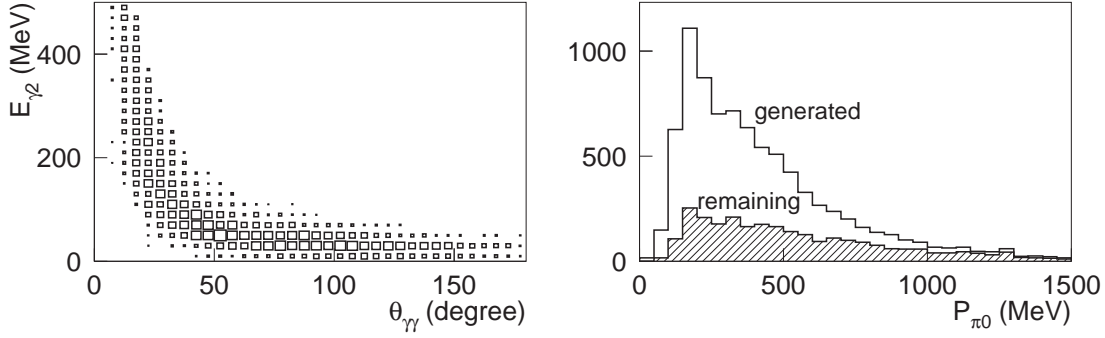 E_γ2 (MeV)
400
200
0
0 50 100 150
θ_γγ (degree)
1000
500
0
generated
remaining
0 500 1000 1500
P_π0 (MeV)